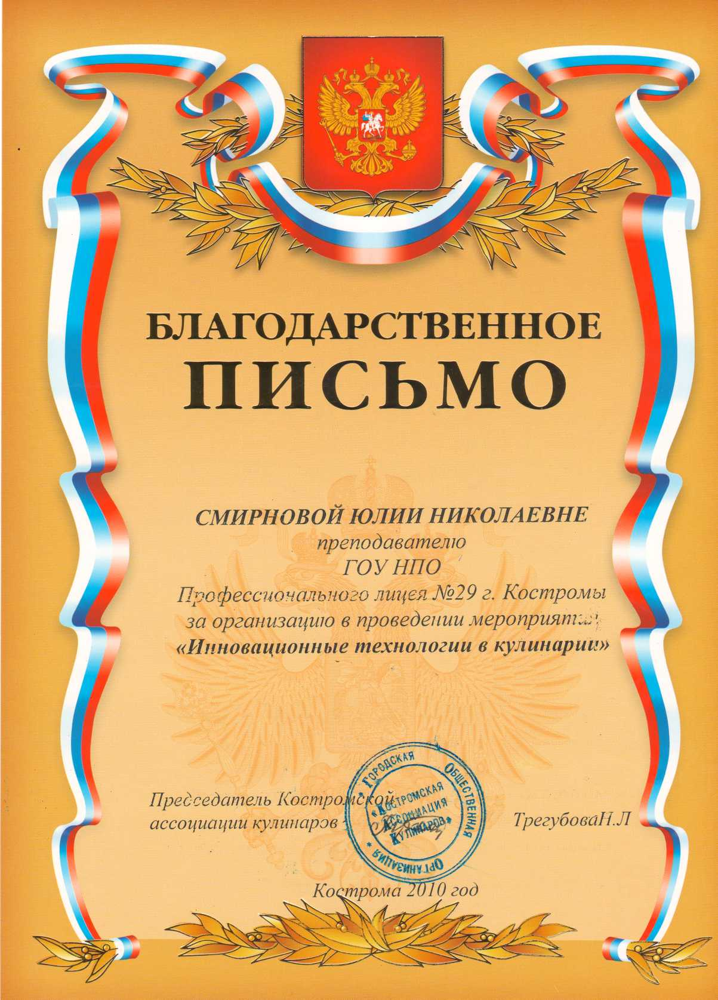 БЛАГОДАРСТВЕННОЕ
ПИСЬМО
СМИРНОВОЙ ЮЛИИ НИКОЛАЕВНЕ
преподавателю
ГОУ НПО
Профессионального лицея №29 г. Костромы
за организацию в проведении мероприятия
«Инновационные технологии в кулинарии»
Председатель Костромской
ассоциации кулинаров
ТрегубоваН.Л
* ГОРОДСКАЯ ОБЩЕСТВЕННАЯ ОРГАНИЗАЦИЯ *
«КОСТРОМСКАЯ
АССОЦИАЦИЯ
КУЛИНАРОВ»
Кострома 2010 год